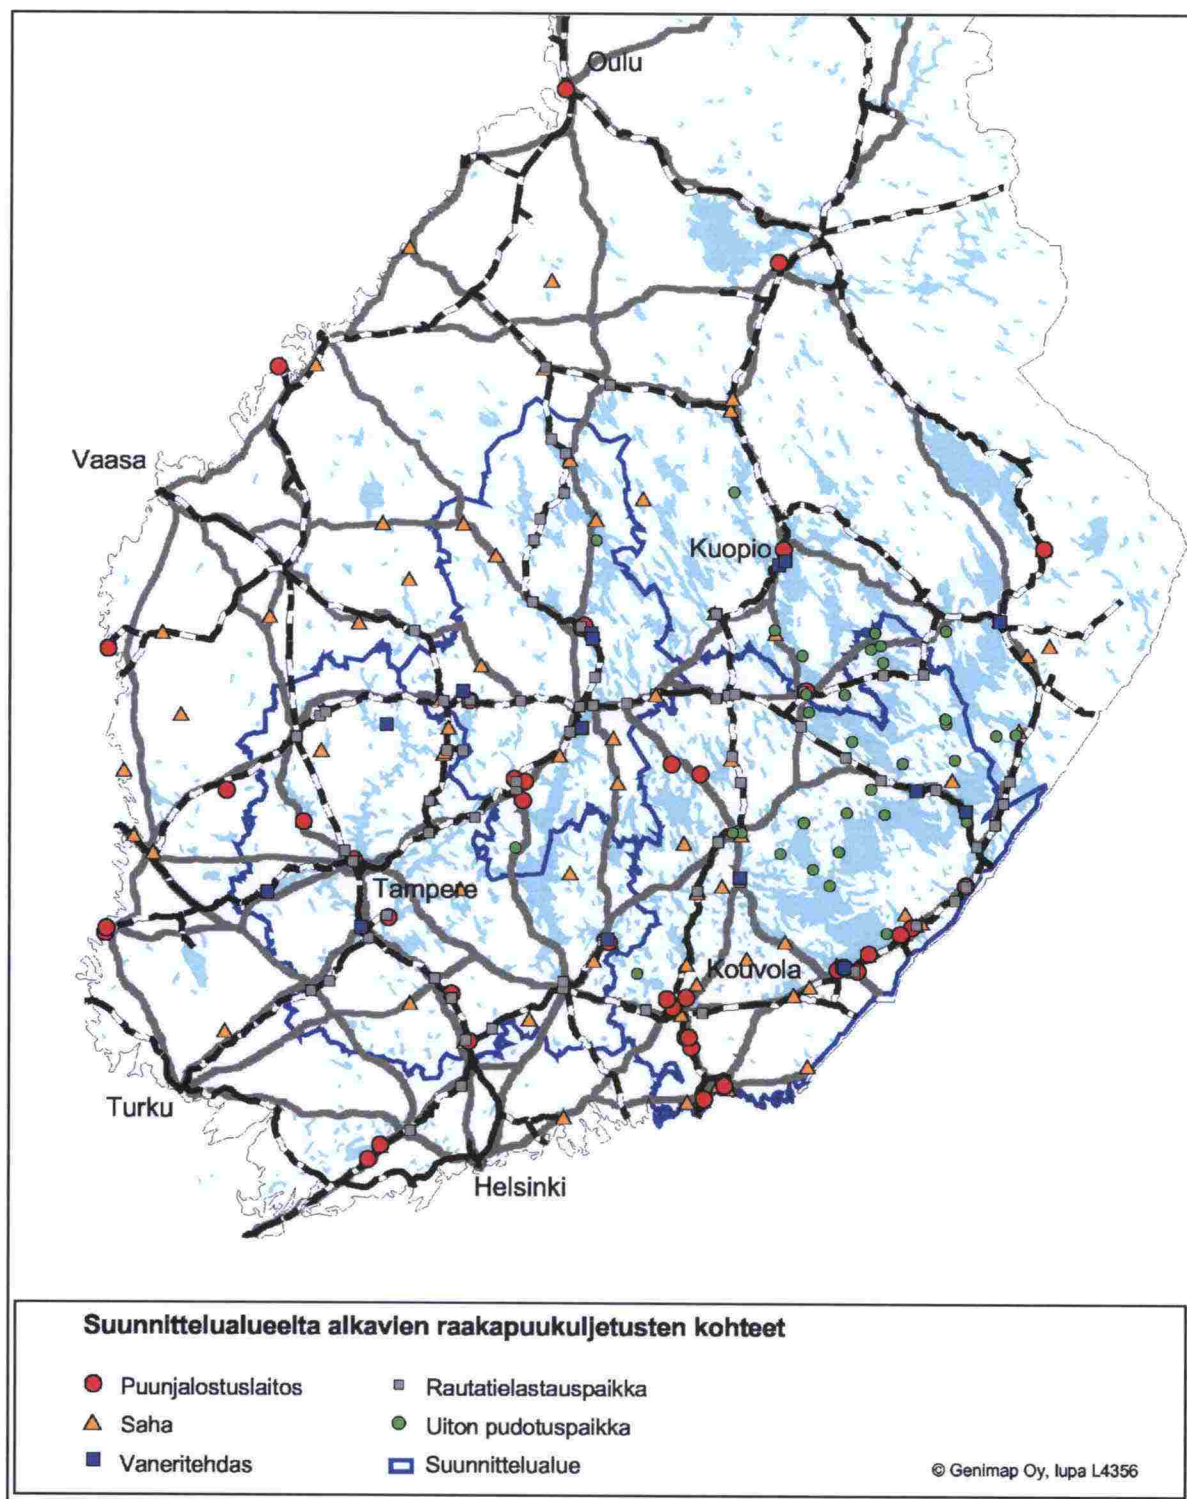 Oulu
Vaasa
Kuopio
Tampere
Kouvola
Turku
Helsinki
Suunnittelualueelta alkavien raakapuukuljetusten kohteet
Puunjalostuslaitos
Rautatielastauspaikka
Saha
Uiton pudotuspaikka
Vaneritehdas
Suunnittelualue
© Genimap Oy, lupa L4356